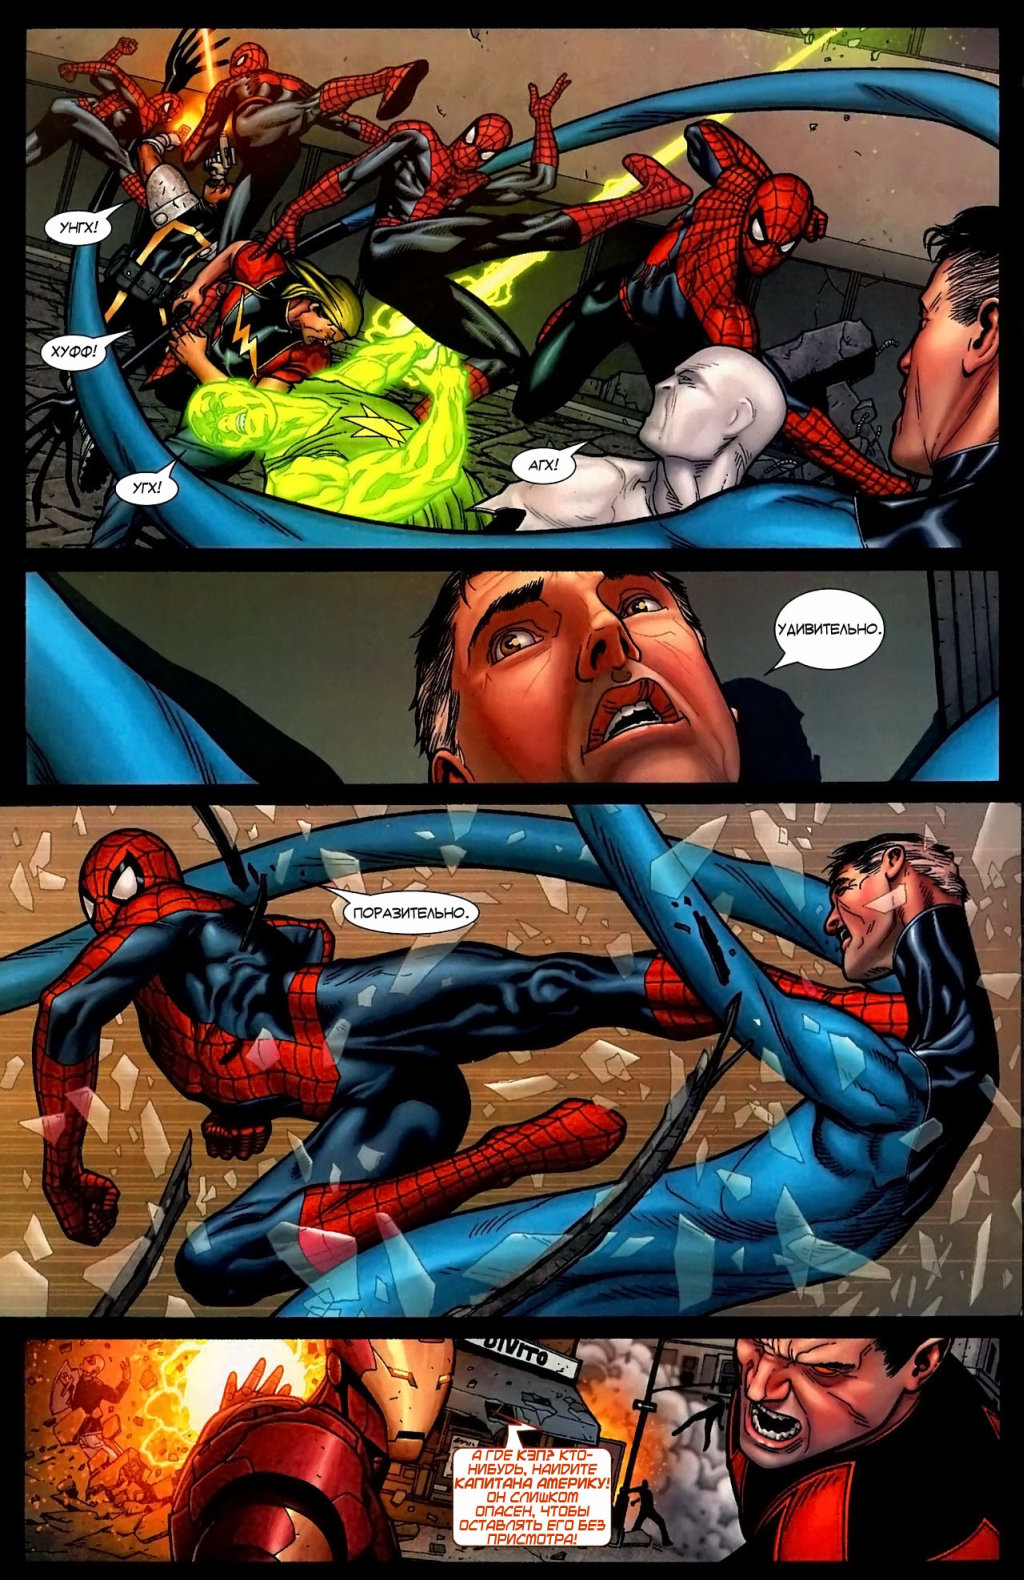 УНГХ!
ХУФФ!
УГХ!
АГХ!
УДИВИТЕЛЬНО.
ПОРАЗИТЕЛЬНО.
DIVITO
А ГДЕ КЭП? КТО-
НИБУДЬ, НАЙДИТЕ
КАПИТАНА АМЕРИКУ!
ОН СЛИШКОМ
ОПАСЕН, ЧТОБЫ
ОСТАВЛЯТЬ ЕГО БЕЗ
ПРИСМОТРА!